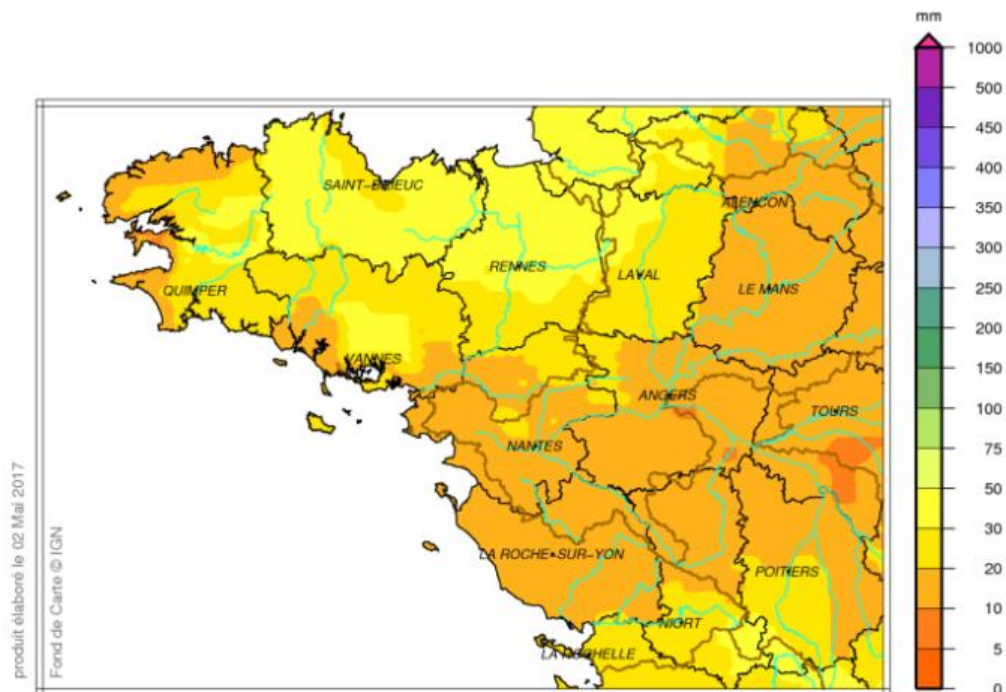 mm
1000
500
450
400
350
300
250
200
150
100
75
50
30
20
10
5
0
SAINT-BRIEUC
ALENCON
RENNES
LAVAL
LE MANS
QUIMPER
VANNES
ANGERS
TOURS
NANTES
LA ROCHE-SUR-YON
POITIERS
NIORT
LA ROCHELLE
produit élaboré le 02 Mai 2017
Fond de Carte © IGN